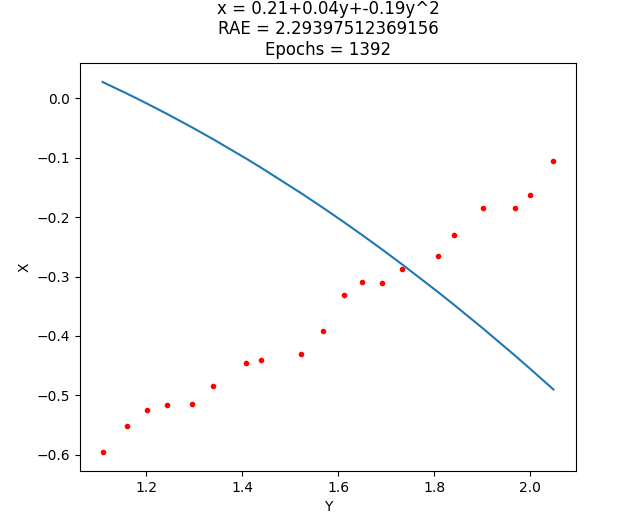 x = 0.21+0.04y+-0.19y^2
RAE = 2.29397512369156
Epochs = 1392
0.0
−0.1
−0.2
−0.3
−0.4
−0.5
−0.6
X
1.2 1.4 1.6 1.8 2.0
Y